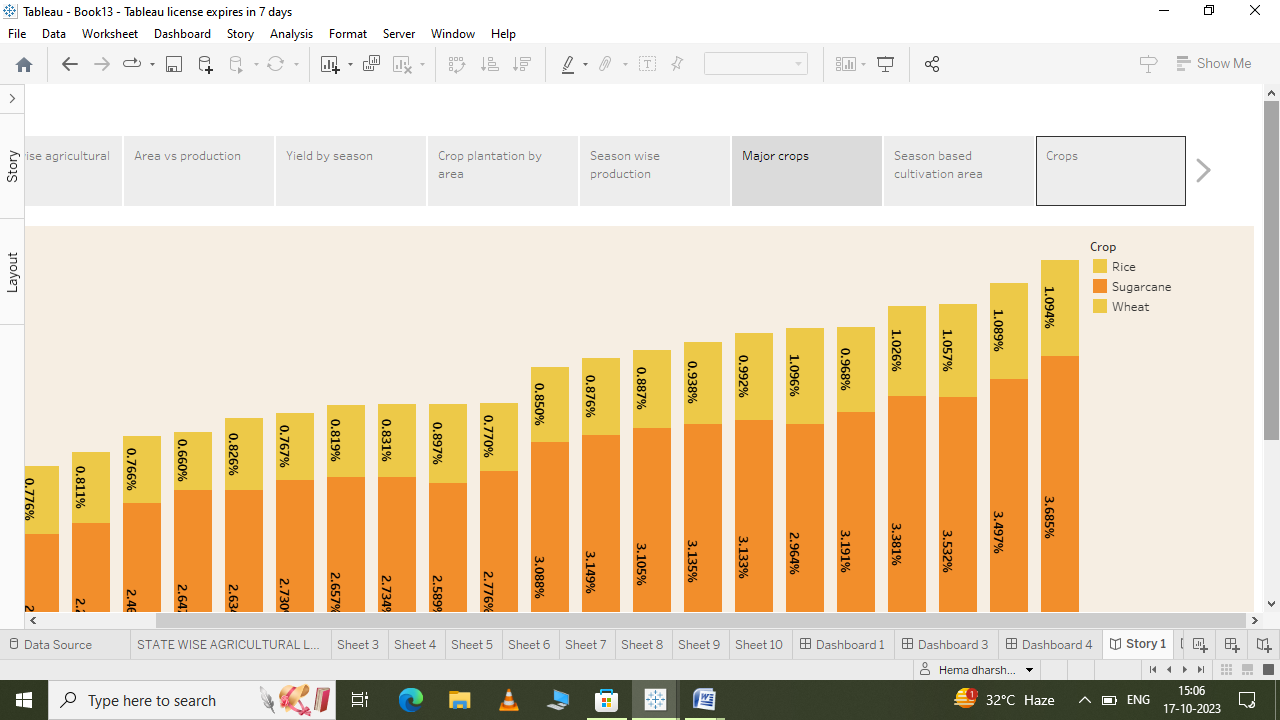 Tableau - Book13 - Tableau license expires in 7 days
File Data Worksheet Dashboard Story Analysis Format Server Window Help
Show Me
Story
Layout
wise agricultural
Area vs production
Yield by season
Crop plantation by
area
Season wise
production
Major crops
Season based
cultivation area
Crops
Crop
Rice
Sugarcane
Wheat
0.776% 0.811% 0.766% 0.660% 0.826% 0.767% 0.819% 0.831% 0.897% 0.770% 0.850% 0.876% 0.887% 0.938% 0.992% 1.096% 0.968% 1.026% 1.057% 1.089% 1.094%
2.730% 2.657% 2.734% 2.589% 2.776% 3.088% 3.149% 3.105% 3.135% 3.133% 2.964% 3.191% 3.381% 3.532% 3.497% 3.685%
Data Source STATE WISE AGRICULTURAL L... Sheet 3 Sheet 4 Sheet 5 Sheet 6 Sheet 7 Sheet 8 Sheet 9 Sheet 10 Dashboard 1 Dashboard 3 Dashboard 4 Story 1
Hema dharsh...
Type here to search
32°C Haze
ENG
15:06
17-10-2023